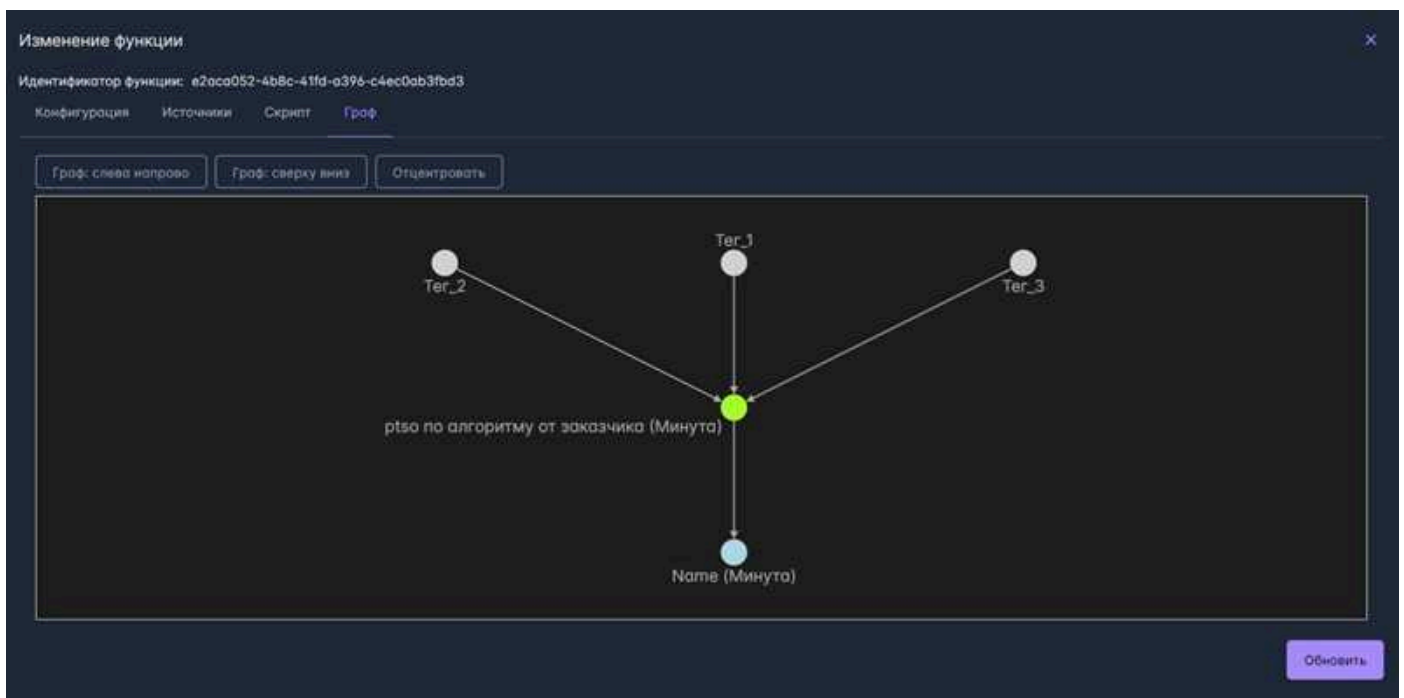 Изменение функции
Идентификатор функции: e2aca052-4b8c-41fd-a396-c4ec0ab3fbd3
Конфигурация Источники Скрипт Граф
Граф: слева направо Граф: сверху вниз Отцентровать
Тег_1
Тег_2
Тег_3
ptso по алгоритму от заказчика (Минута)
Name (Минута)
Обновить